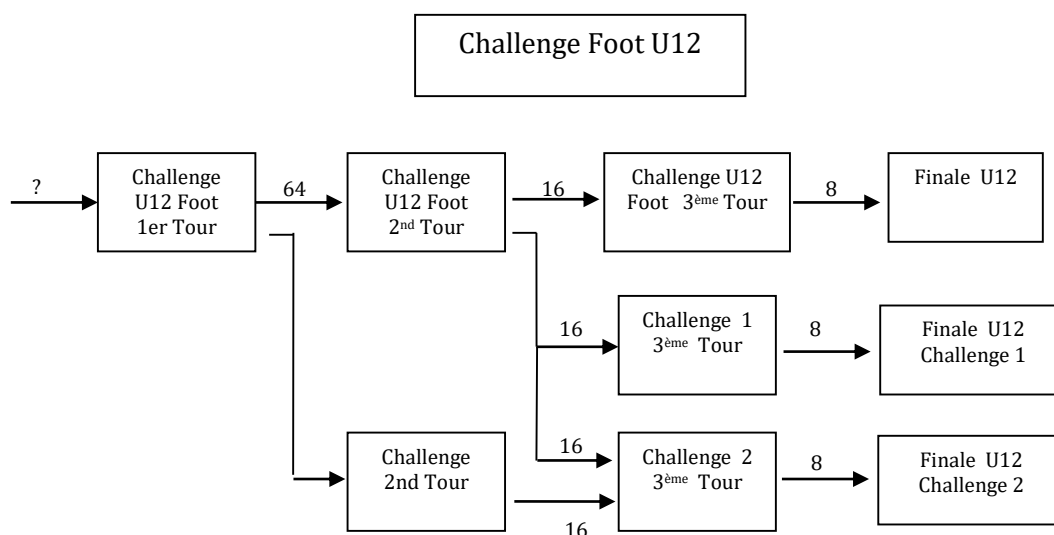 Challenge Foot U12
?
Challenge
U12 Foot
1er Tour
64
Challenge
U12 Foot
2nd Tour
16
Challenge U12
Foot 3ème Tour
8
Finale U12
16
Challenge 1
3ème Tour
8
Finale U12
Challenge 1
Challenge
2nd Tour
16
16
Challenge 2
3ème Tour
8
Finale U12
Challenge 2